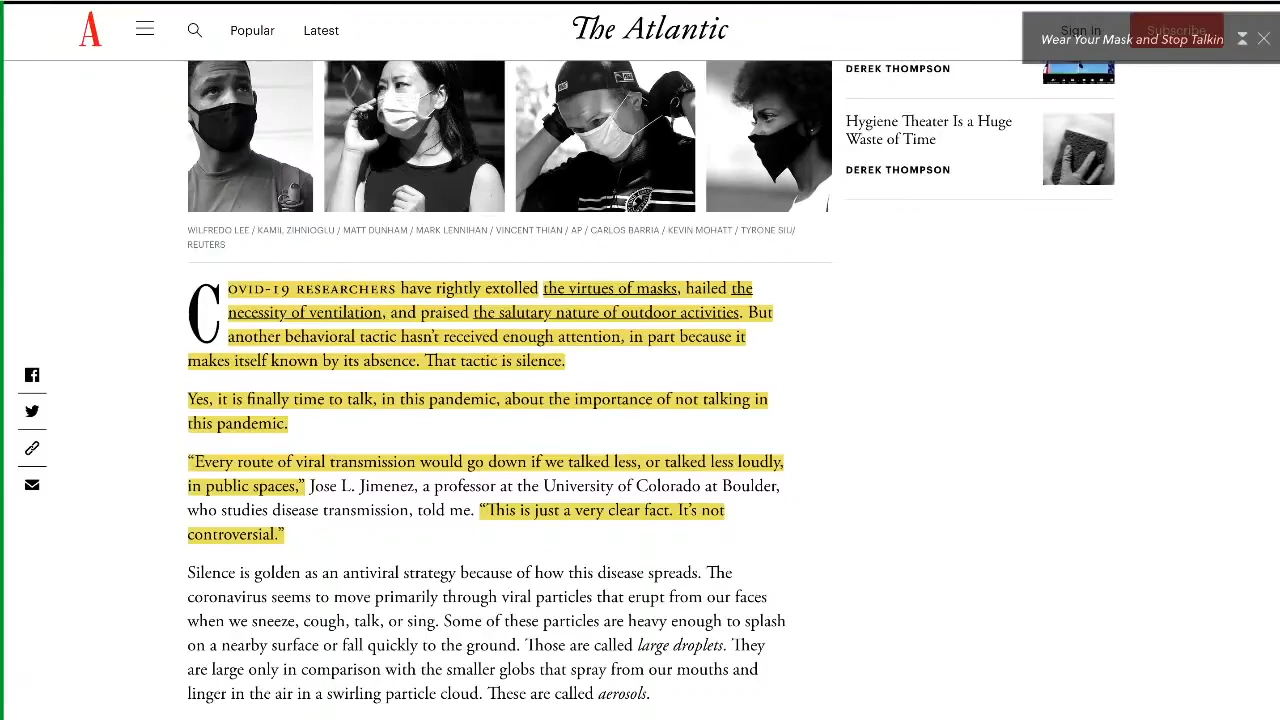 A
Popular
Latest
The Atlantic
Sign In
Subscribe
Wear Your Mask and Stop Talkin
DEREK THOMPSON
Hygiene Theater Is a Huge
Waste of Time
DEREK THOMPSON
WILFREDO LEE / KAMIL ZIHNIOGLU / MATT DUNHAM / MARK LENNIHAN / VINCENT THIAN / AP / CARLOS BARRIA / KEVIN MOHATT / TYRONE SIU/
REUTERS
COVID-19 RESEARCHERS have rightly extolled the virtues of masks, hailed the
necessity of ventilation, and praised the salutary nature of outdoor activities. But
another behavioral tactic hasn’t received enough attention, in part because it
makes itself known by its absence. That tactic is silence.
Yes, it is finally time to talk, in this pandemic, about the importance of not talking in
this pandemic.
“Every route of viral transmission would go down if we talked less, or talked less loudly,
in public spaces,” Jose L. Jimenez, a professor at the University of Colorado at Boulder,
who studies disease transmission, told me. “This is just a very clear fact. It’s not
controversial.”
Silence is golden as an antiviral strategy because of how this disease spreads. The
coronavirus seems to move primarily through viral particles that erupt from our faces
when we sneeze, cough, talk, or sing. Some of these particles are heavy enough to splash
on a nearby surface or fall quickly to the ground. Those are called large droplets. They
are large only in comparison with the smaller globs that spray from our mouths and
linger in the air in a swirling particle cloud. These are called aerosols.